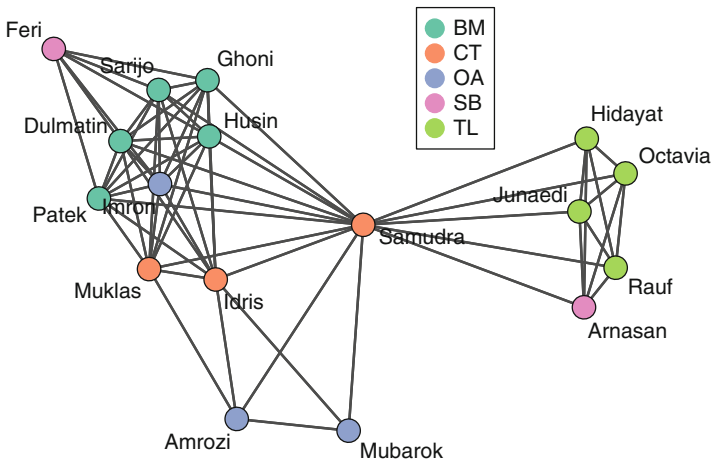 Feri
Sarijo
Ghoni
BM
CT
OA
SB
TL
Dulmatin
Husin
Hidayat
Octavia
Junaedi
Patek
Imron
Samudra
Muklas
Idris
Rauf
Arnasan
Amrozi
Mubarok